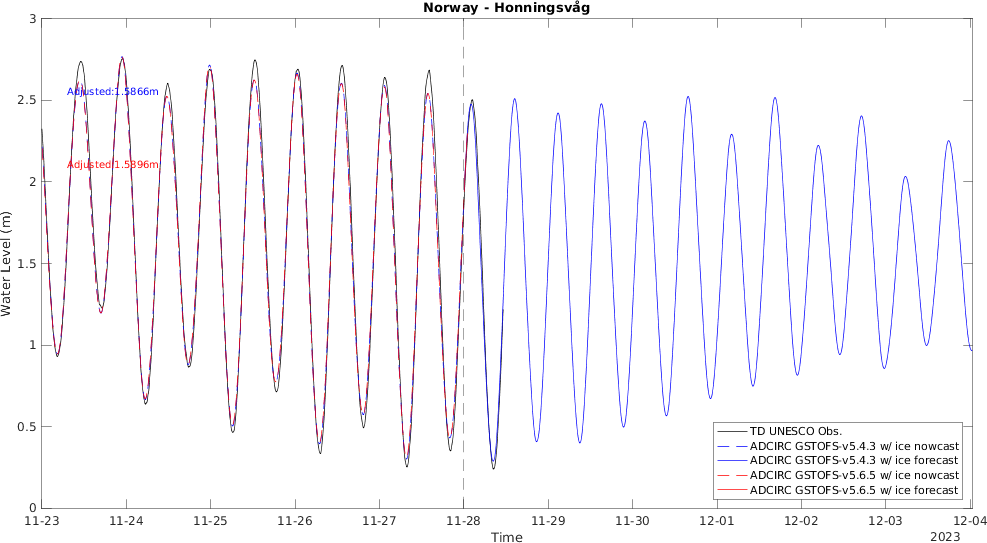 Norway - Honningsvåg
3
2.5
2
1.5
1
0.5
0
Water Level (m)
Adjusted:1.5866m
Adjusted:1.5896m
11-23
11-24
11-25
11-26
11-27
11-28
11-29
11-30
12-01
12-02
12-03
12-04
Time
2023
TD UNESCO Obs.
ADCIRC GSTOFS-v5.4.3 w/ ice nowcast
ADCIRC GSTOFS-v5.4.3 w/ ice forecast
ADCIRC GSTOFS-v5.6.5 w/ ice nowcast
ADCIRC GSTOFS-v5.6.5 w/ ice forecast